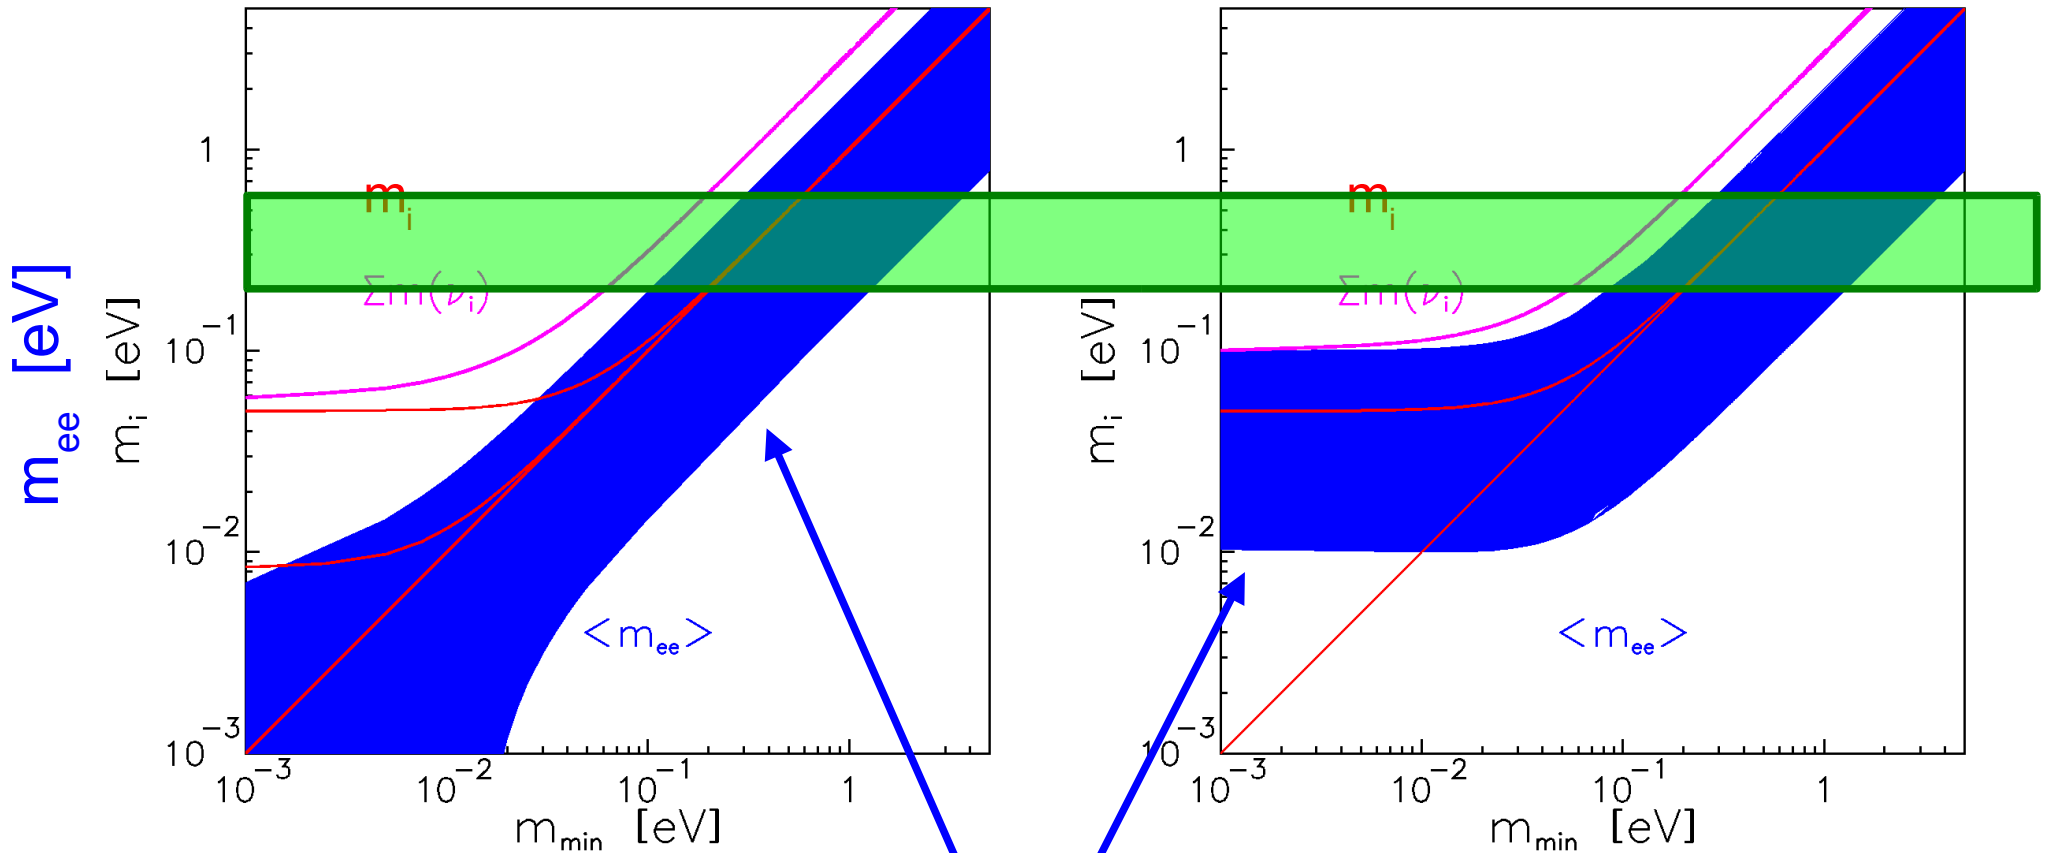 m_ee [eV]
m_i [eV]
1
10^-1
10^-2
10^-3
m_i
Σm(ν_i)
<m_ee>
10^-3
10^-2
10^-1
1
m_min [eV]
m_i [eV]
1
10^-1
10^-2
10^-3
m_i
Σm(ν_i)
<m_ee>
10^-3
10^-2
10^-1
1
m_min [eV]